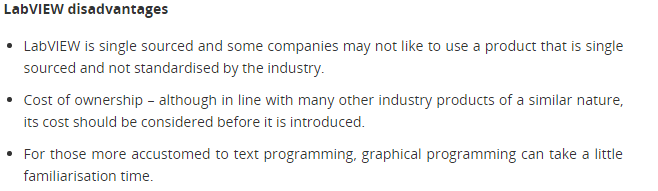 LabVIEW disadvantages
• LabVIEW is single sourced and some companies may not like to use a product that is single
sourced and not standardised by the industry.
• Cost of ownership – although in line with many other industry products of a similar nature,
its cost should be considered before it is introduced.
• For those more accustomed to text programming, graphical programming can take a little
familiarisation time.